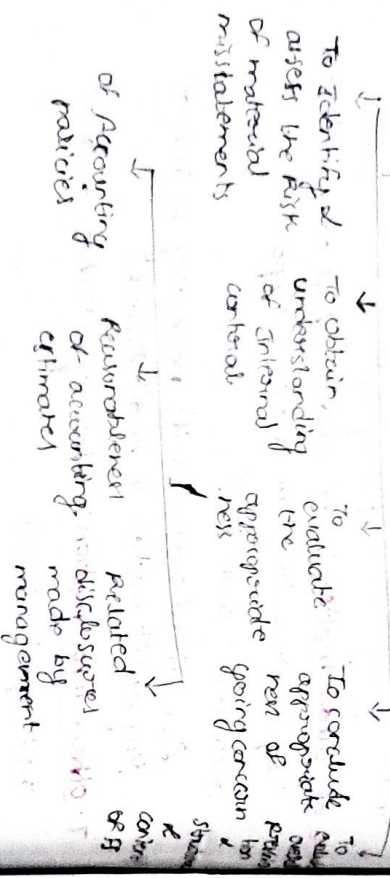 To Identify &
assess the Risk
of material
misstatements
To obtain
understanding
of Internal
control
To
evaluate
the
appropriate
ness
To conclude
appropriate
ness of
going concern
To
of Accounting
policies
Reasonableness
of accounting
estimates
Related
disclosures
made by
management